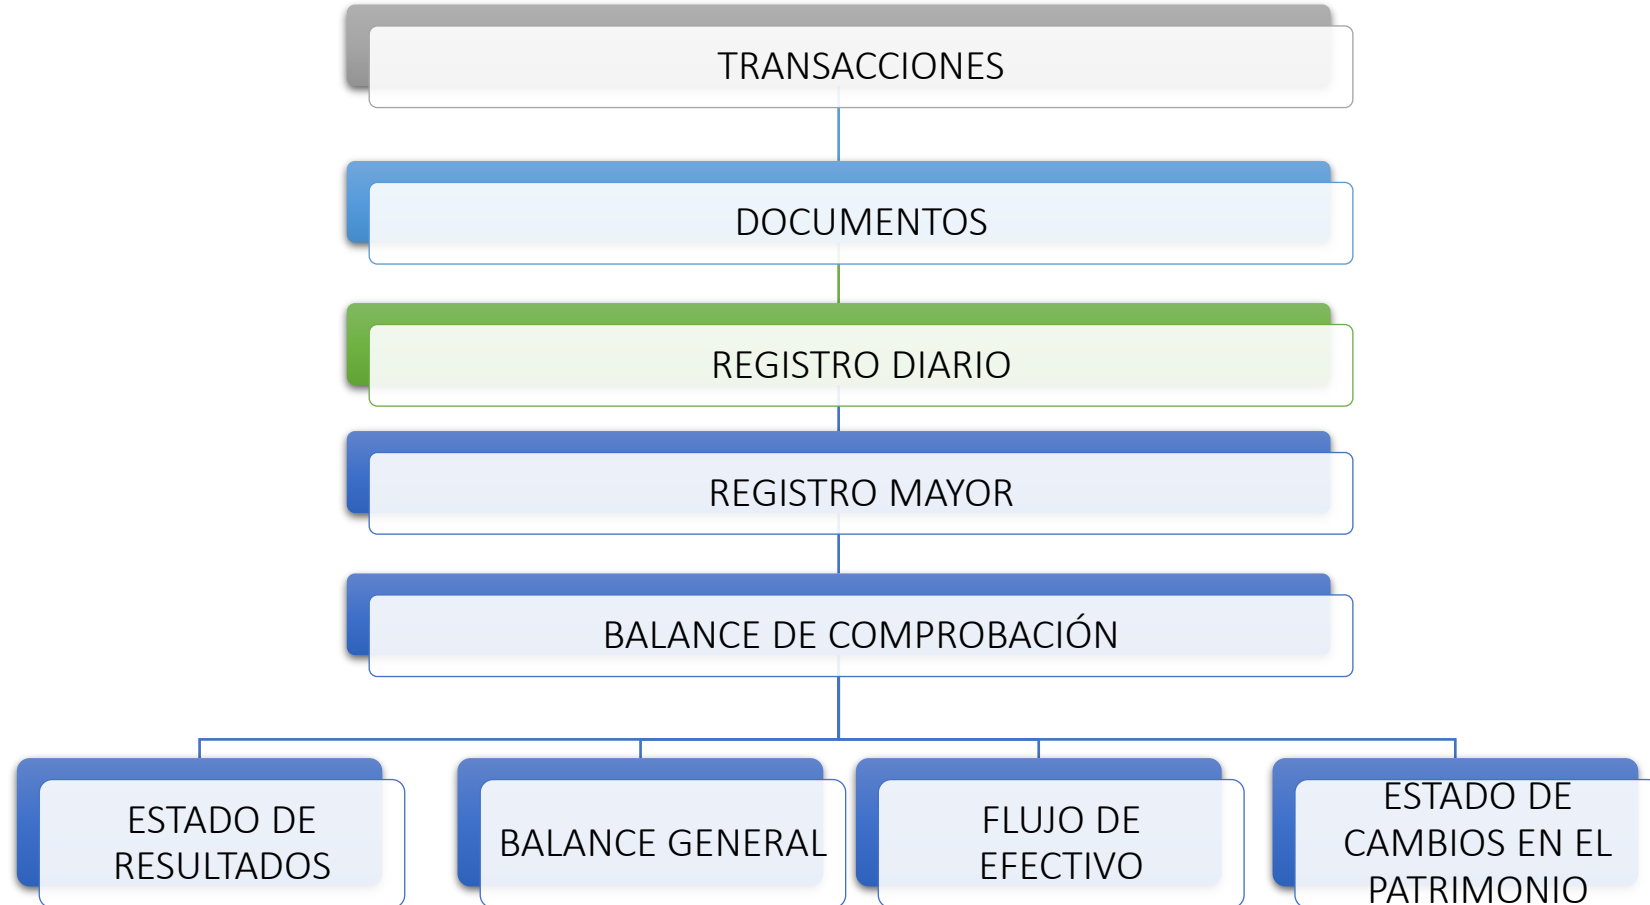 TRANSACCIONES
DOCUMENTOS
REGISTRO DIARIO
REGISTRO MAYOR
BALANCE DE COMPROBACIÓN
ESTADO DE
RESULTADOS
BALANCE GENERAL
FLUJO DE
EFECTIVO
ESTADO DE
CAMBIOS EN EL
PATRIMONIO